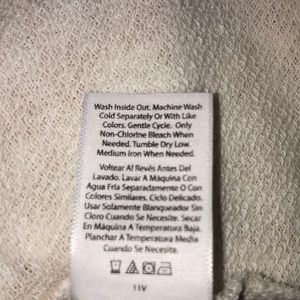 Wash Inside Out. Machine Wash
Cold Separately Or With Like
Colors. Gentle Cycle. Only
Non-Chlorine Bleach When
Needed. Tumble Dry Low.
Medium Iron When Needed.
Voltear Al Revés Antes Del
Lavado. Lavar A Máquina Con
Agua Fría Separadamente O Con
Colores Similares. Ciclo Delicado.
Usar Solamente Blanqueador Sin
Cloro Cuando Se Necesite. Secar
En Máquina A Temperatura Baja.
Planchar A Temperatura Media
Cuando Se Necesite.
11V